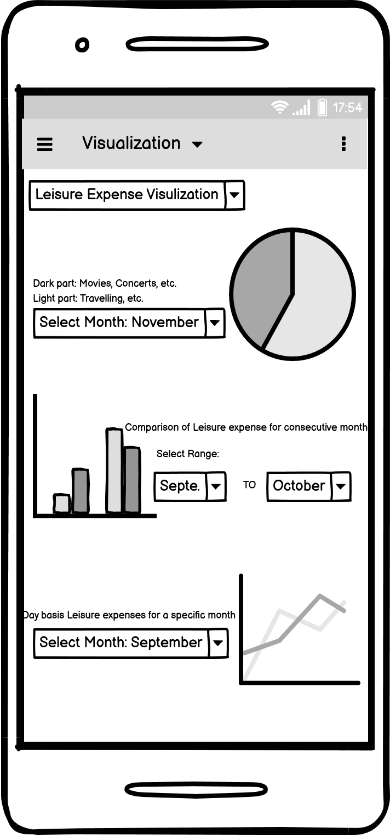 17:54
Visualization
Leisure Expense Visulization
Dark part: Movies, Concerts, etc.
Light part: Travelling, etc.
Select Month: November
Comparison of Leisure expense for consecutive month
Select Range:
Septe. TO October
Day basis Leisure expenses for a specific month
Select Month: September